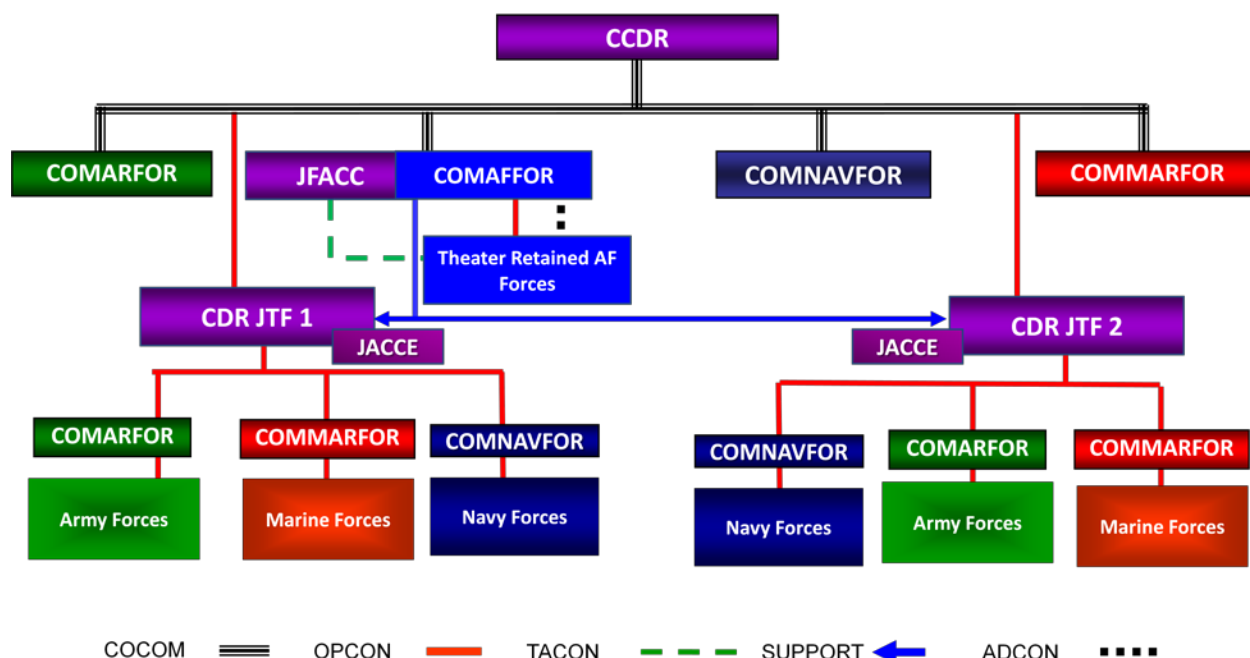 CCDR
COMARFOR
JFACC
COMAFFOR
COMNAVFOR
COMMARFOR
Theater Retained AF
Forces
CDR JTF 1
CDR JTF 2
JACCE
JACCE
COMARFOR
COMMARFOR
COMNAVFOR
COMNAVFOR
COMARFOR
COMMARFOR
Army Forces
Marine Forces
Navy Forces
Navy Forces
Army Forces
Marine Forces
COCOM
OPCON
TACON
SUPPORT
ADCON